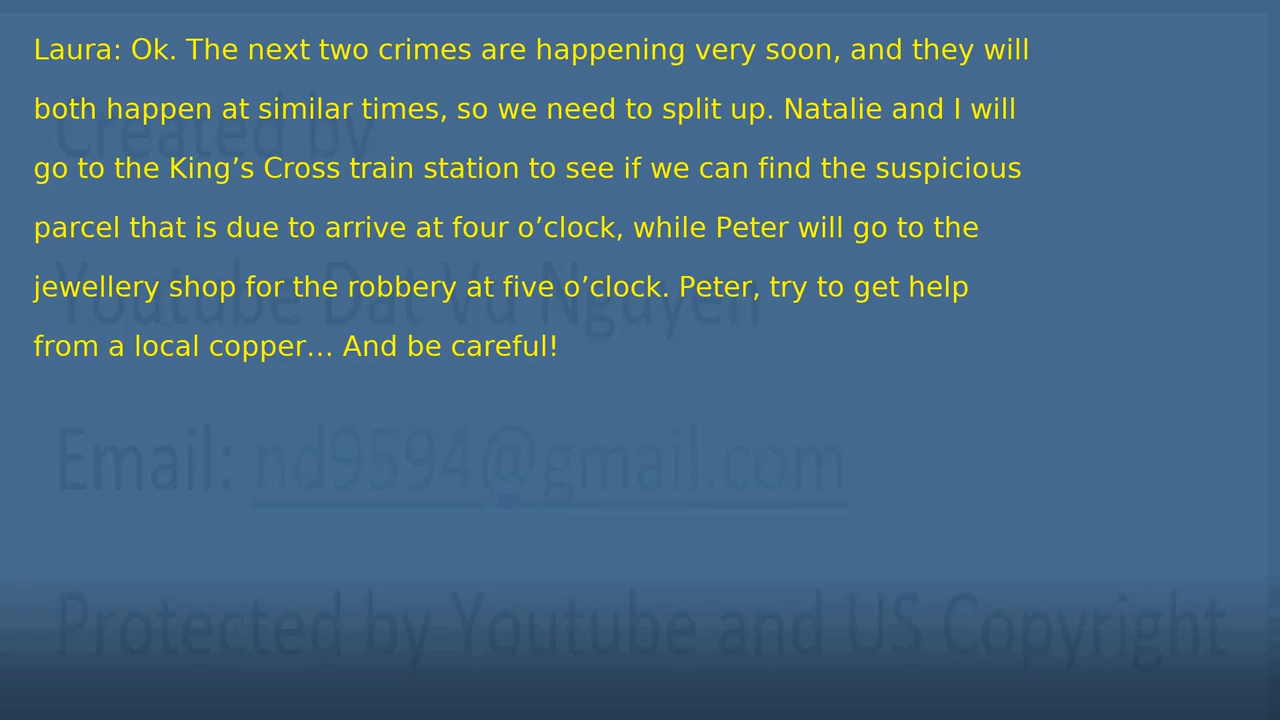 Laura: Ok. The next two crimes are happening very soon, and they will
both happen at similar times, so we need to split up. Natalie and I will
Created by
go to the King’s Cross train station to see if we can find the suspicious
parcel that is due to arrive at four o’clock, while Peter will go to the
jewellery shop for the robbery at five o’clock. Peter, try to get help
Youtube Dat Vu Nguyen
from a local copper... And be careful!
Email: nd9594@gmail.com
Protected by Youtube and US Copyright